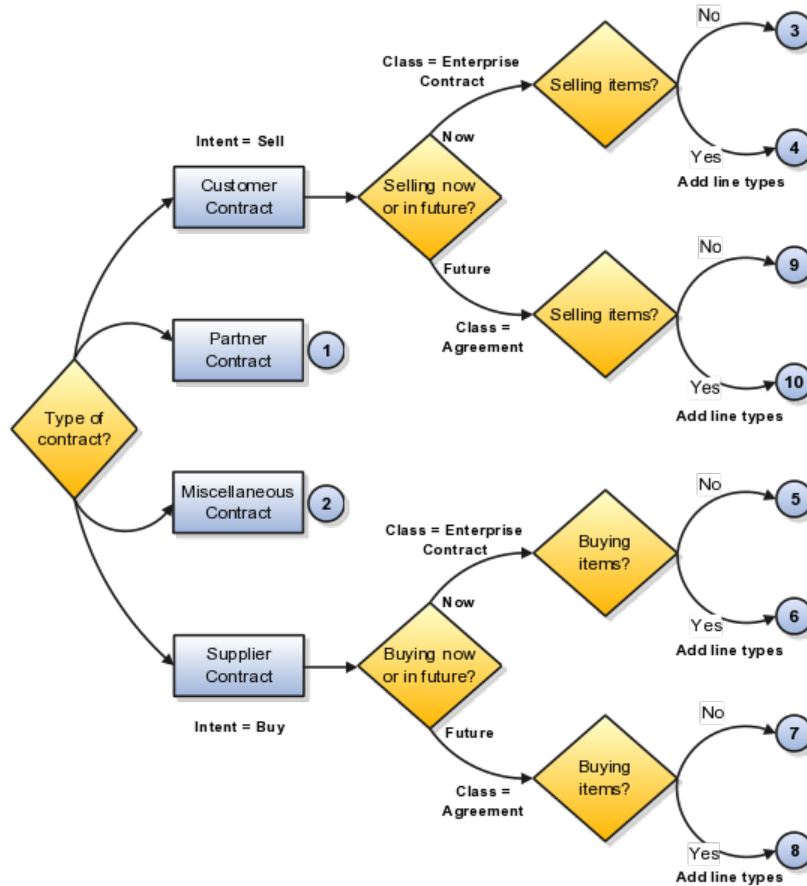 No
3
Class = Enterprise
Contract
Selling items?
Now
Yes
4
Add line types
Intent = Sell
Customer
Contract
Selling now
or in future?
Future
Class =
Agreement
No
9
Selling items?
Yes
10
Add line types
Partner
Contract
1
Type of
contract?
Miscellaneous
Contract
2
Class = Enterprise
Contract
No
5
Buying
items?
Now
Yes
6
Add line types
Supplier
Contract
Intent = Buy
Buying now
or in future?
Future
Class =
Agreement
No
7
Buying
items?
Yes
8
Add line types